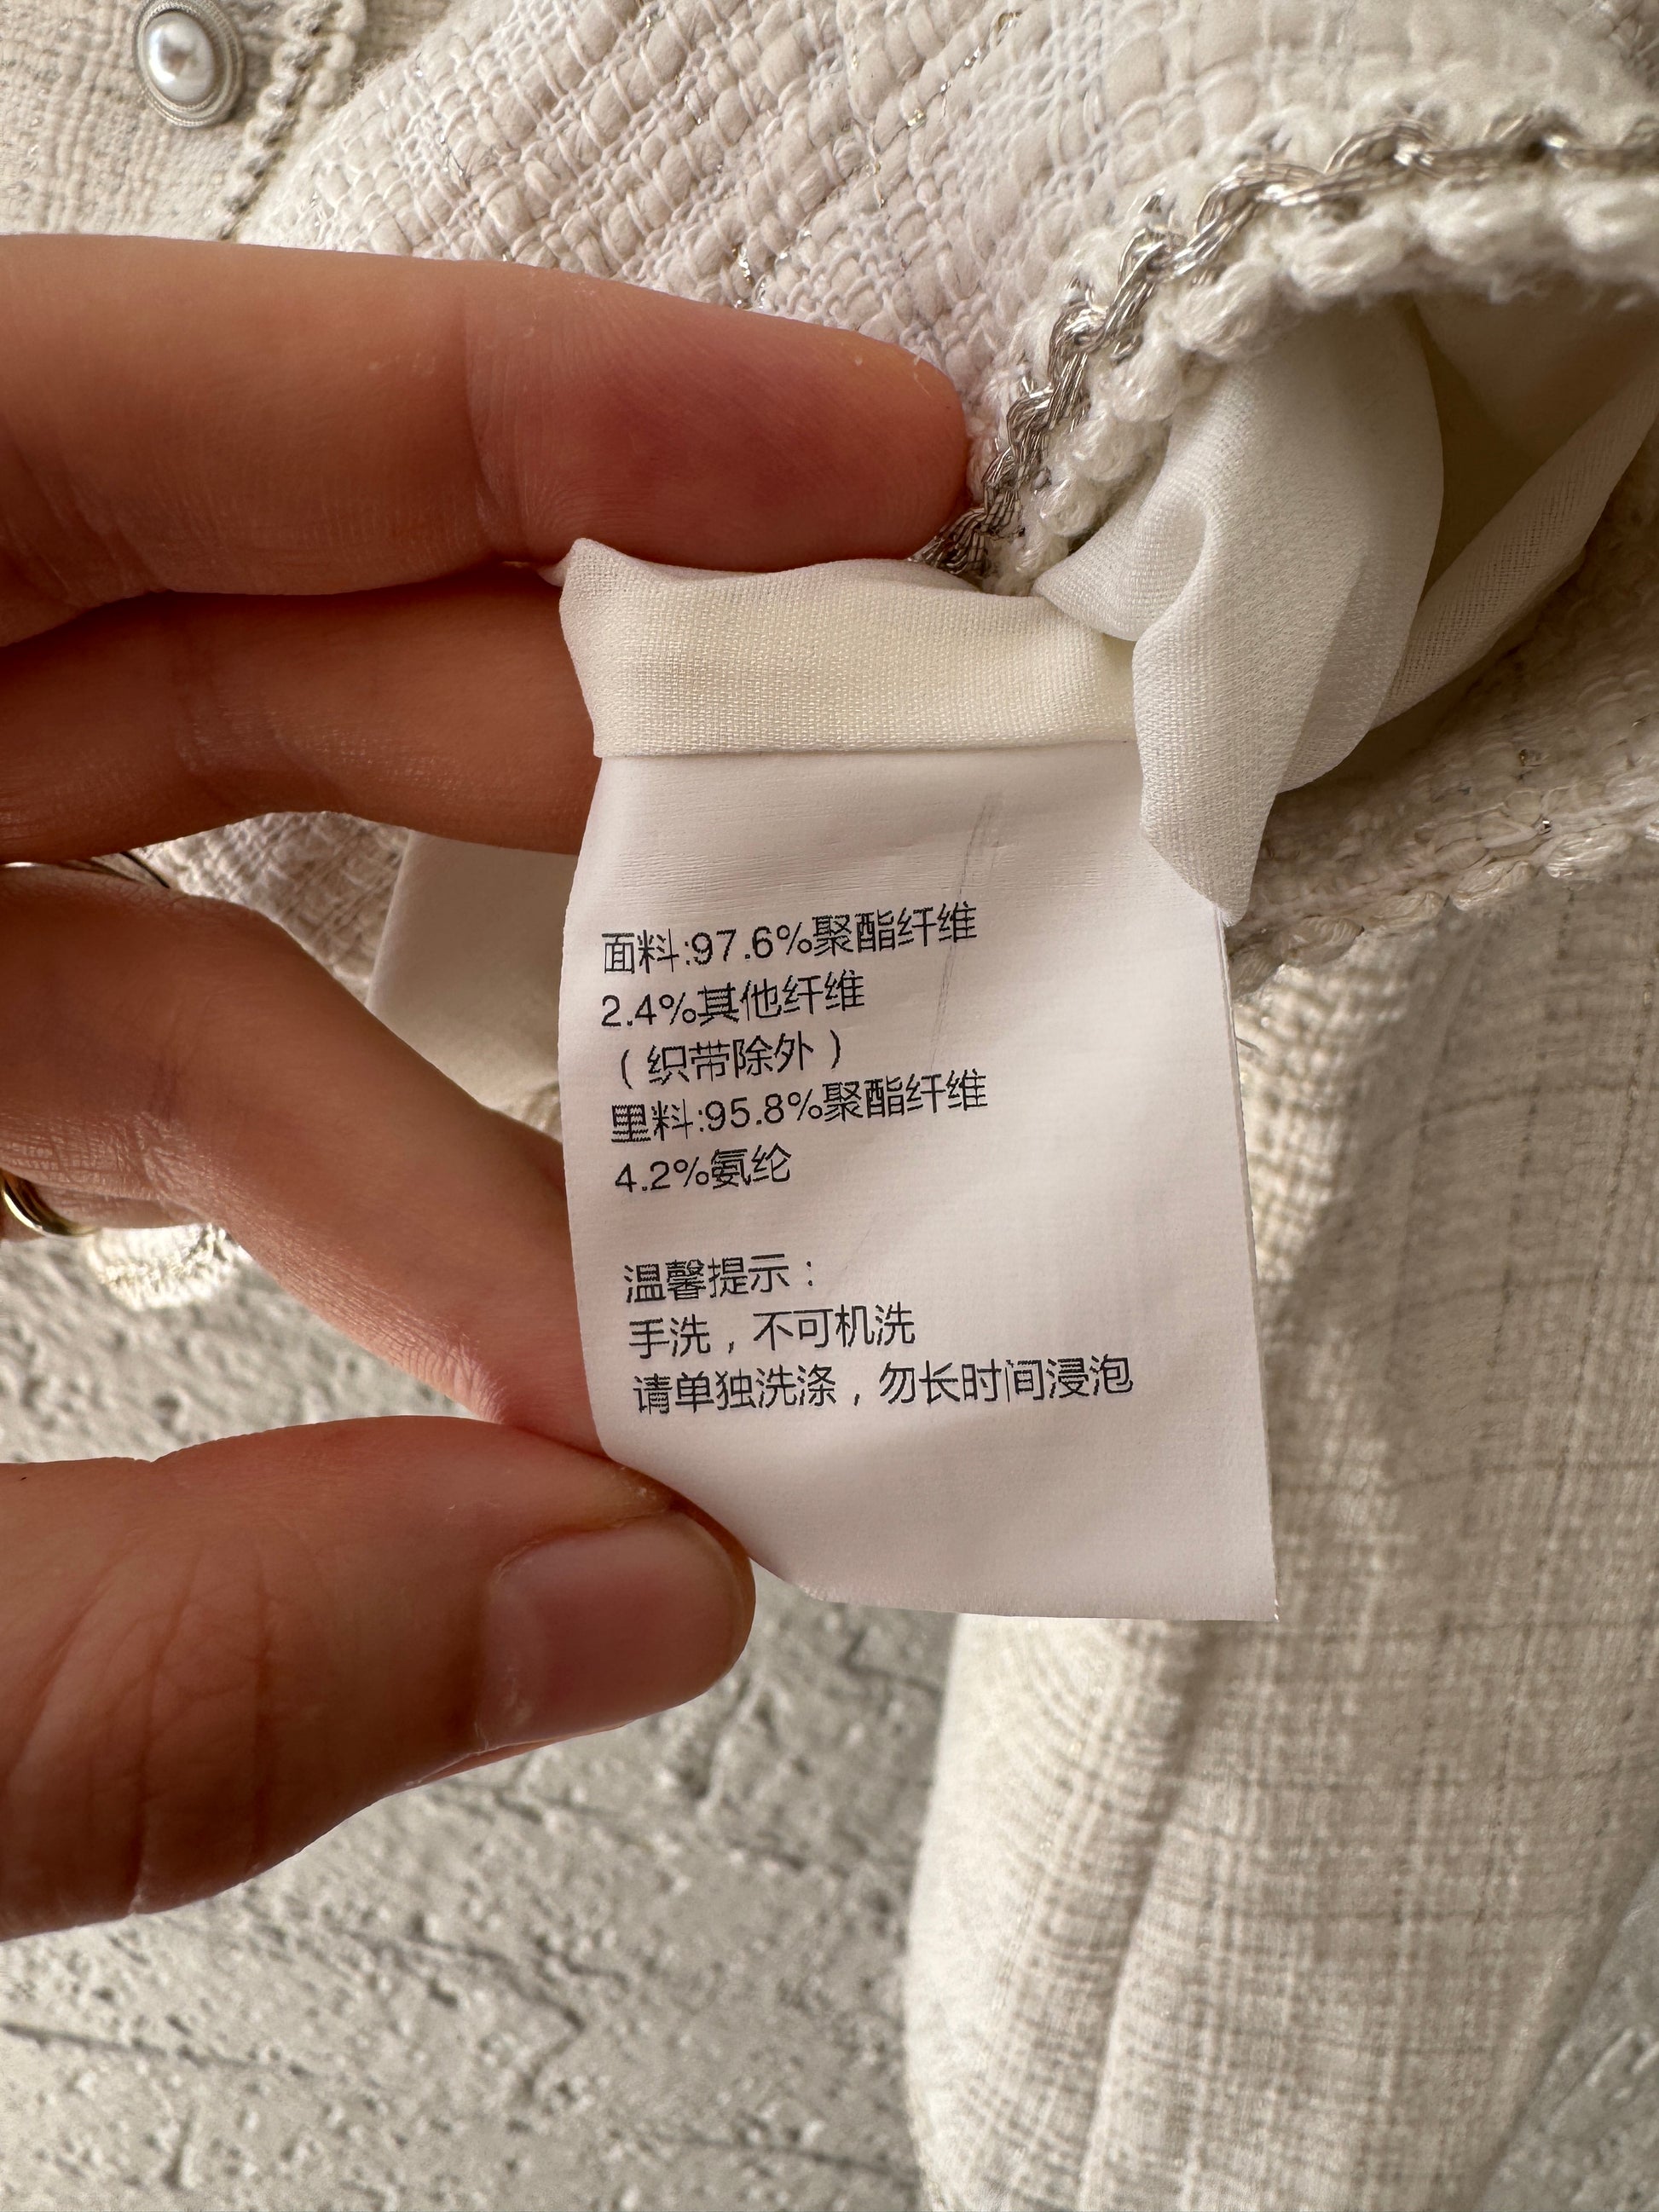 面料:97.6%聚酯纤维
2.4%其他纤维
(织带除外)
里料:95.8%聚酯纤维
4.2%氨纶
温馨提示:
手洗,不可机洗
请单独洗涤,勿长时间浸泡